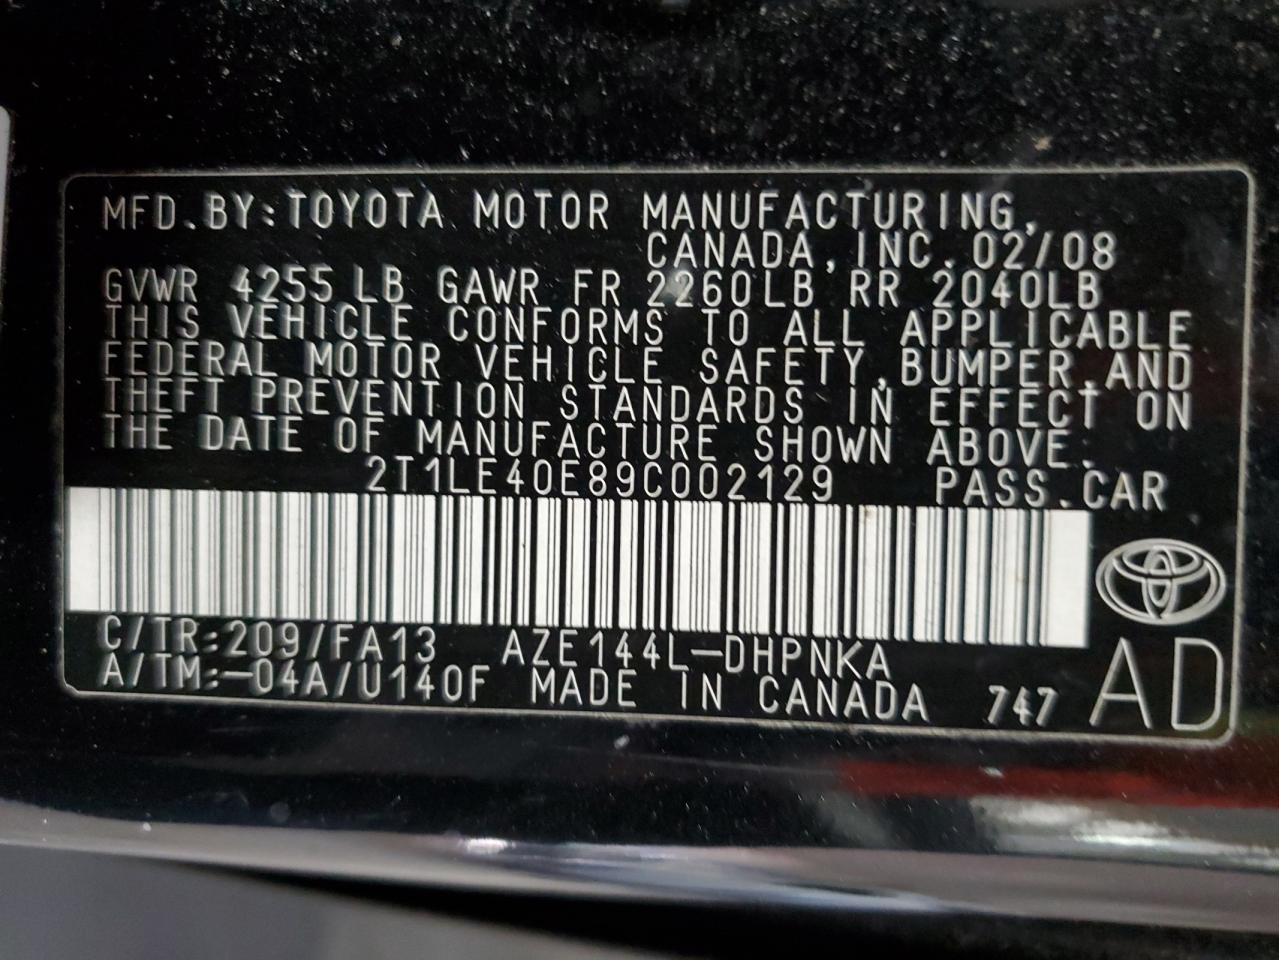 MFD.BY:TOYOTA MOTOR MANUFACTURING,
CANADA,INC.02/08
GVWR 4255LB GAWR FR 2260LB RR 2040LB
THIS VEHICLE CONFORMS TO ALL APPLICABLE
FEDERAL MOTOR VEHICLE SAFETY,BUMPER,AND
THEFT PREVENTION STANDARDS IN EFFECT ON
THE DATE OF MANUFACTURE SHOWN ABOVE.
2T1LE40E89C002129 PASS.CAR
C/TR:209/FA13 AZE144L-DHPNKA
A/TM:-04A/U140F MADE IN CANADA 747 AD